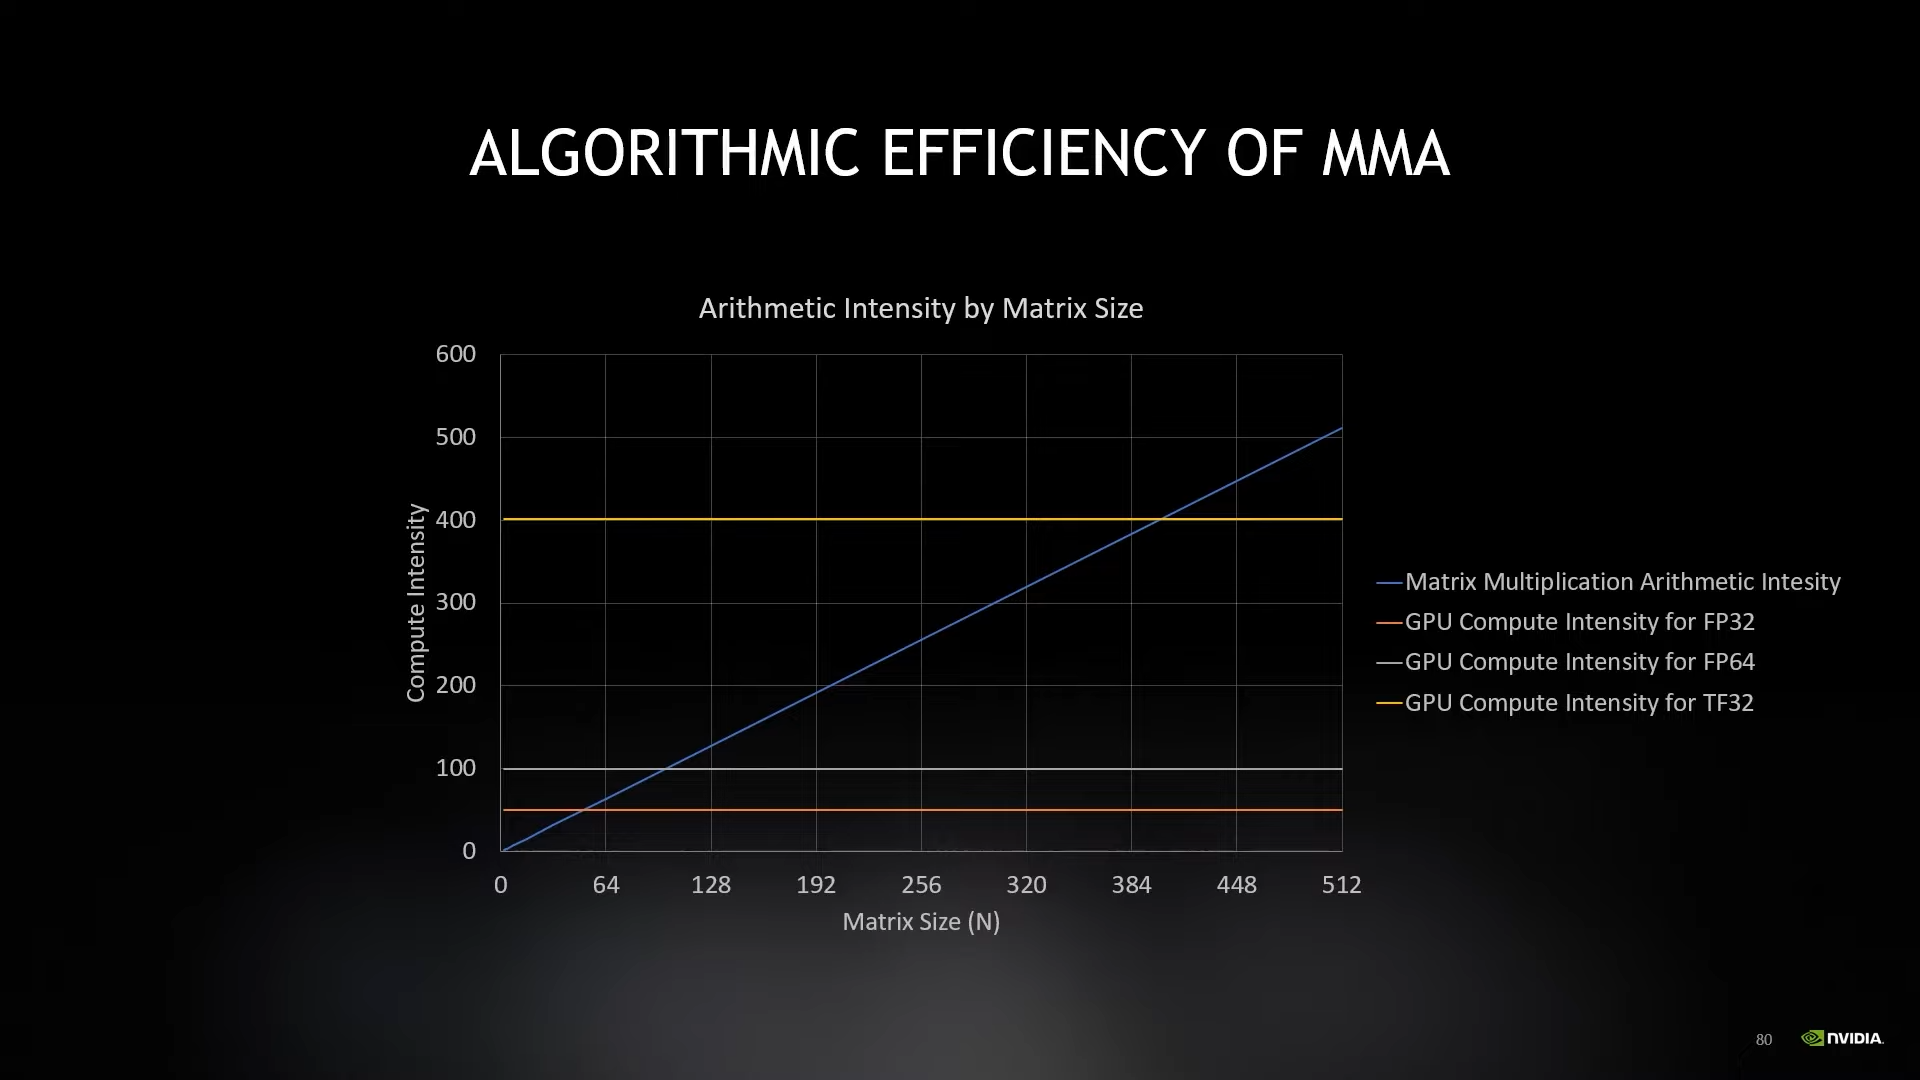 ALGORITHMIC EFFICIENCY OF MMA
Arithmetic Intensity by Matrix Size
600
500
400
300
200
100
0
Compute Intensity
0 64 128 192 256 320 384 448 512
Matrix Size (N)
Matrix Multiplication Arithmetic Intesity
GPU Compute Intensity for FP32
GPU Compute Intensity for FP64
GPU Compute Intensity for TF32
80 NVIDIA.